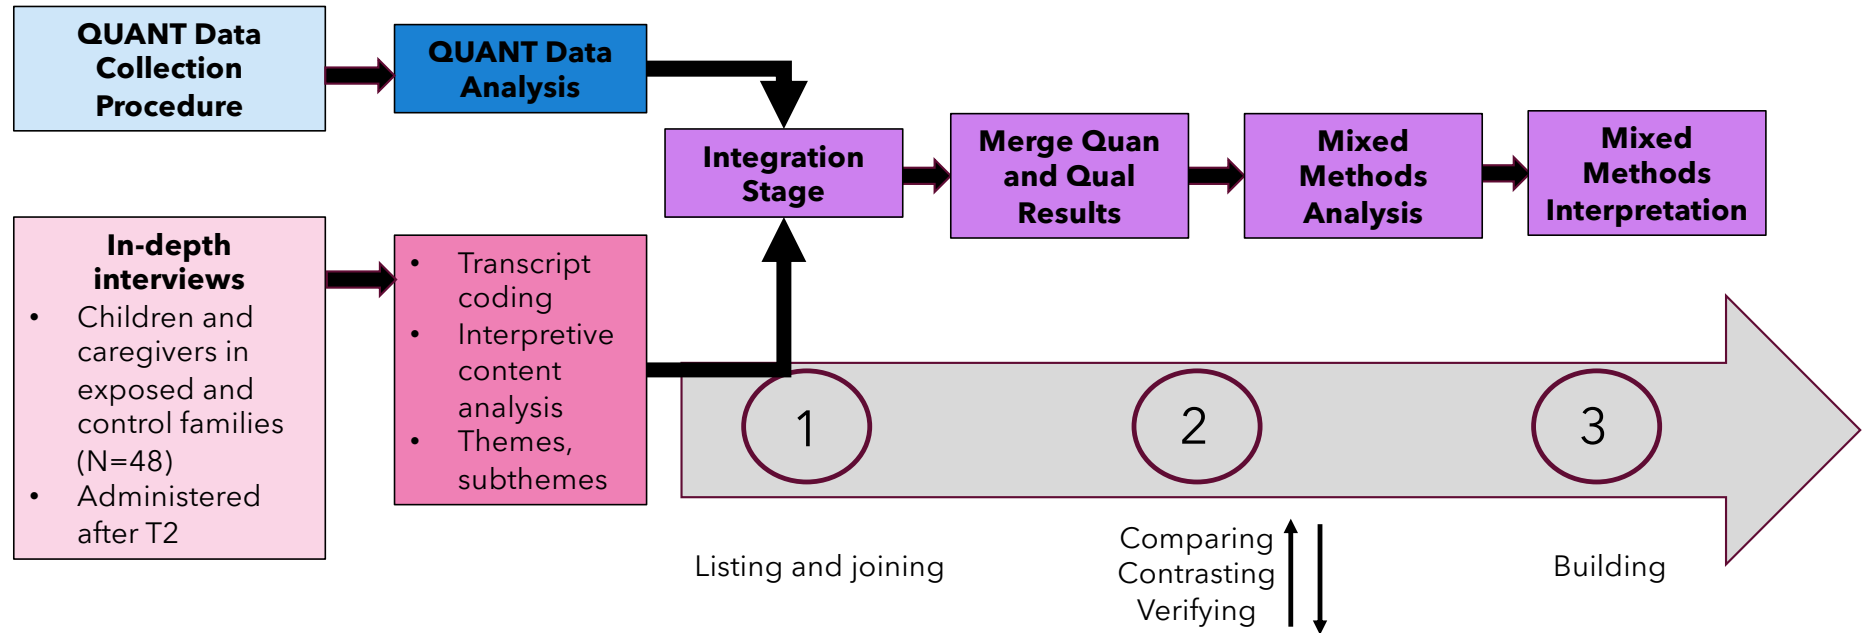 QUANT Data
Collection
Procedure
QUANT Data
Analysis
Integration
Stage
Merge Quan
and Qual
Results
Mixed
Methods
Analysis
Mixed
Methods
Interpretation
In-depth
interviews
• Children and
caregivers in
exposed and
control families
(N=48)
• Administered
after T2
• Transcript
coding
• Interpretive
content
analysis
• Themes,
subthemes
1
2
3
Listing and joining
Comparing
Contrasting
Verifying
Building